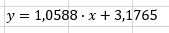 y = 1,0588 · x + 3,1765